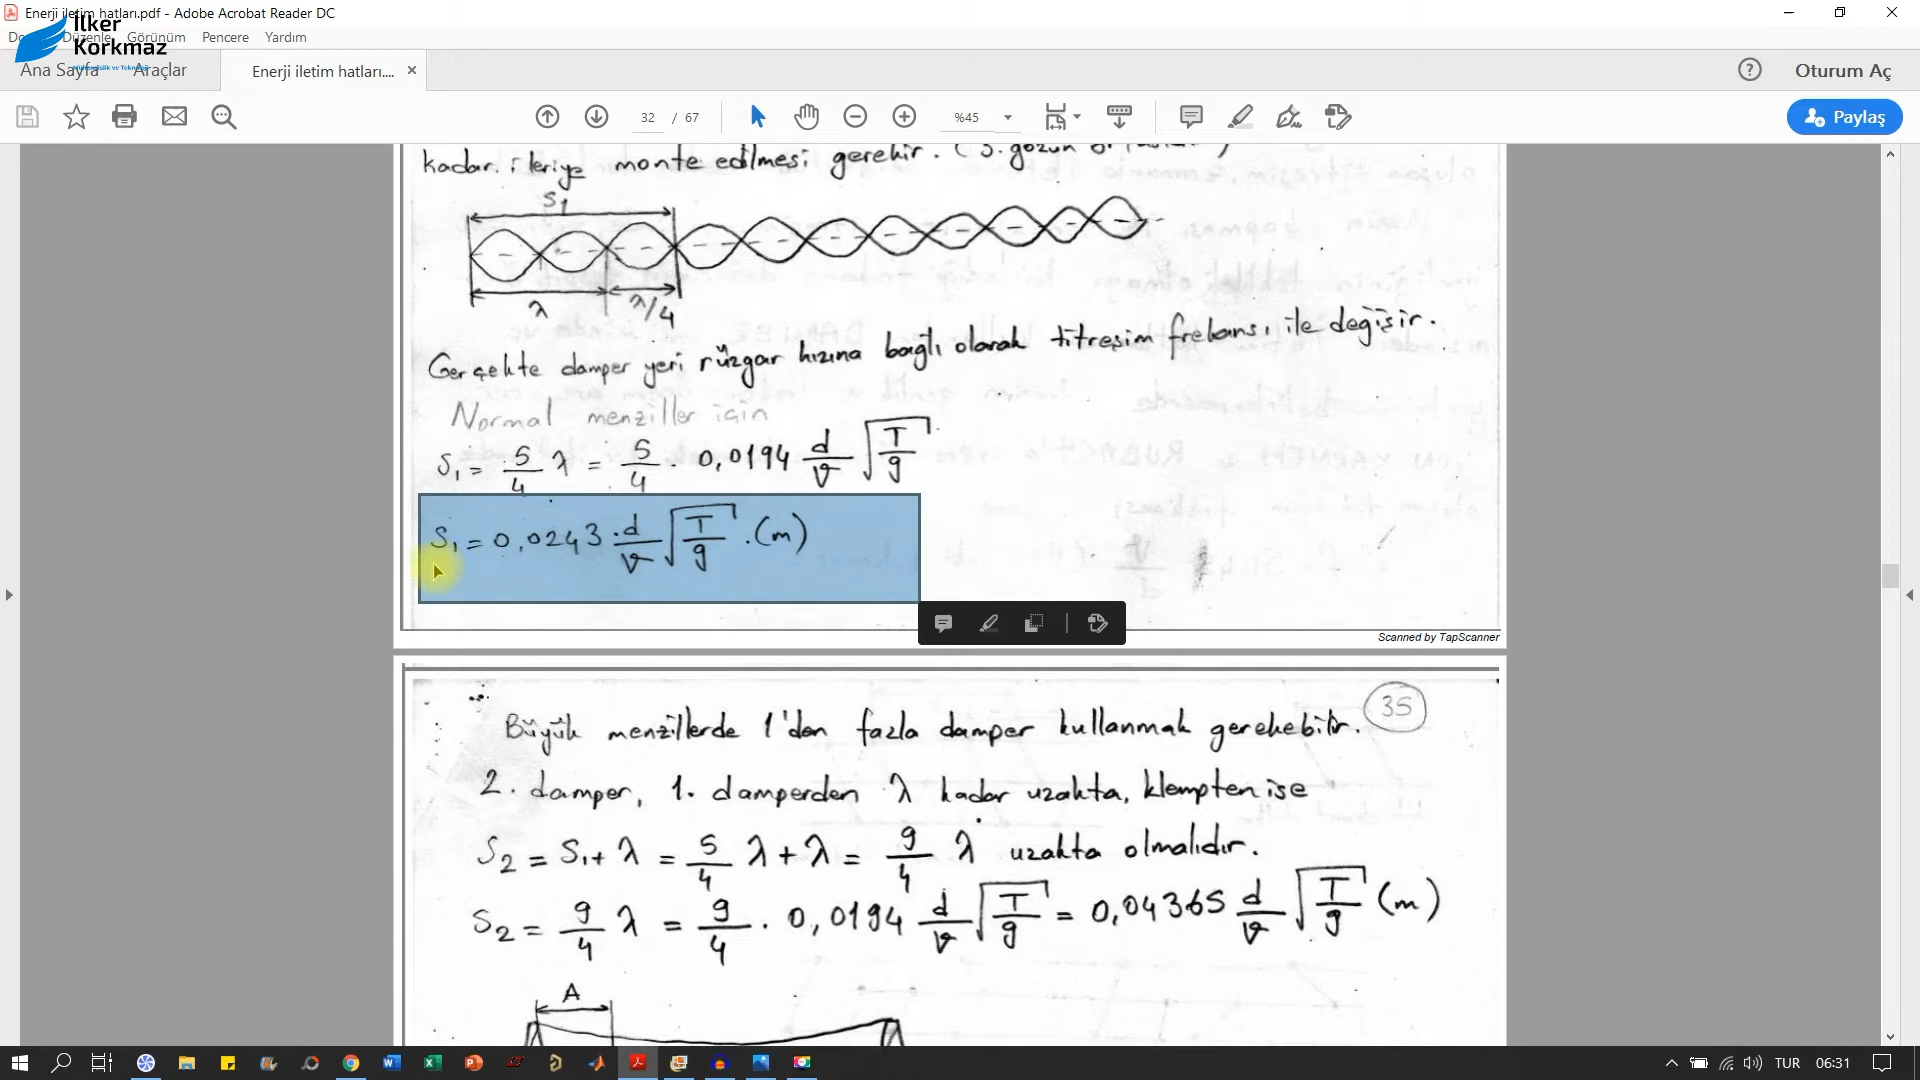 Enerji iletim hatları.pdf - Adobe Acrobat Reader DC
İlker
Korkmaz
Düzenle Görünüm Pencere Yardım
Ana Sayfa Araçlar Enerji iletim hatları.... Oturum Aç
32 / 67 %45 Paylaş
kadar ileriye monte edilmesi gerekir. (3. gözün
S1
λ λ/4
Gerçekte damper yeri rüzgar hızına bağlı olarak titreşim frekansı ile değişir.
Normal menziller için
S1 = 5/4 λ = 5/4 . 0,0194 d/v √T/g
S1 = 0,0243 . d/v √T/g . (m)
Scanned by TapScanner
35
Büyük menzillerde 1'den fazla damper kullanmak gerekebilir.
2. damper, 1. damperden λ kadar uzakta, klempten ise
S2 = S1 + λ = 5/4 λ + λ = 9/4 λ uzakta olmalıdır.
S2 = 9/4 λ = 9/4 . 0,0194 d/v √T/g = 0,04365 d/v √T/g (m)
A
TUR 06:31